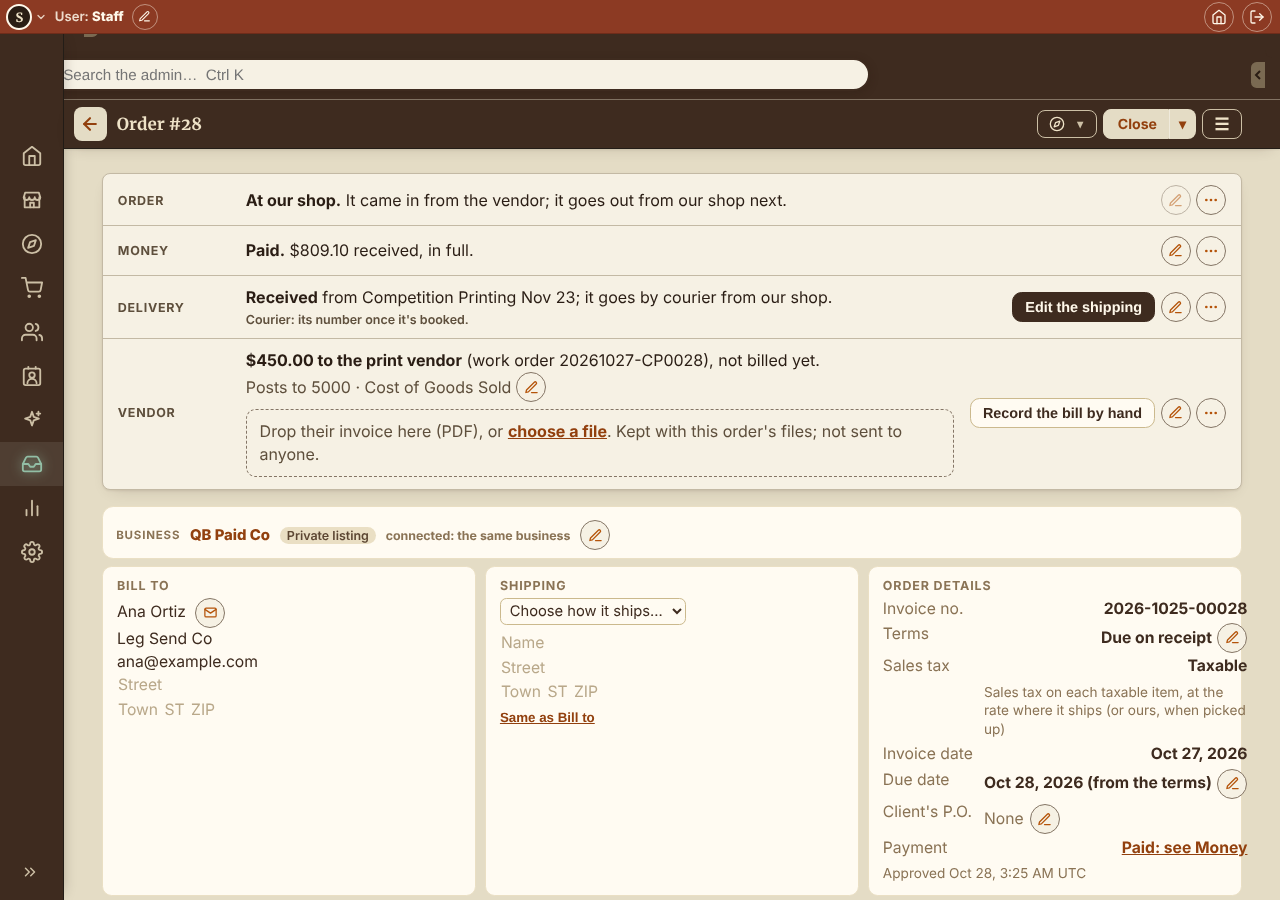 S User: Staff
Search the admin… Ctrl K
Order #28
Close
ORDER
At our shop. It came in from the vendor; it goes out from our shop next.
MONEY
Paid. $809.10 received, in full.
DELIVERY
Received from Competition Printing Nov 23; it goes by courier from our shop.
Courier: its number once it's booked.
Edit the shipping
VENDOR
$450.00 to the print vendor (work order 20261027-CP0028), not billed yet.
Posts to 5000 · Cost of Goods Sold
Drop their invoice here (PDF), or choose a file. Kept with this order's files; not sent to
anyone.
Record the bill by hand
BUSINESS QB Paid Co Private listing connected: the same business
BILL TO
Ana Ortiz
Leg Send Co
ana@example.com
Street
Town ST ZIP
SHIPPING
Choose how it ships...
Name
Street
Town ST ZIP
Same as Bill to
ORDER DETAILS
Invoice no. 2026-1025-00028
Terms Due on receipt
Sales tax Taxable
Sales tax on each taxable item, at the
rate where it ships (or ours, when picked
up)
Invoice date Oct 27, 2026
Due date Oct 28, 2026 (from the terms)
Client's P.O. None
Payment Paid: see Money
Approved Oct 28, 3:25 AM UTC